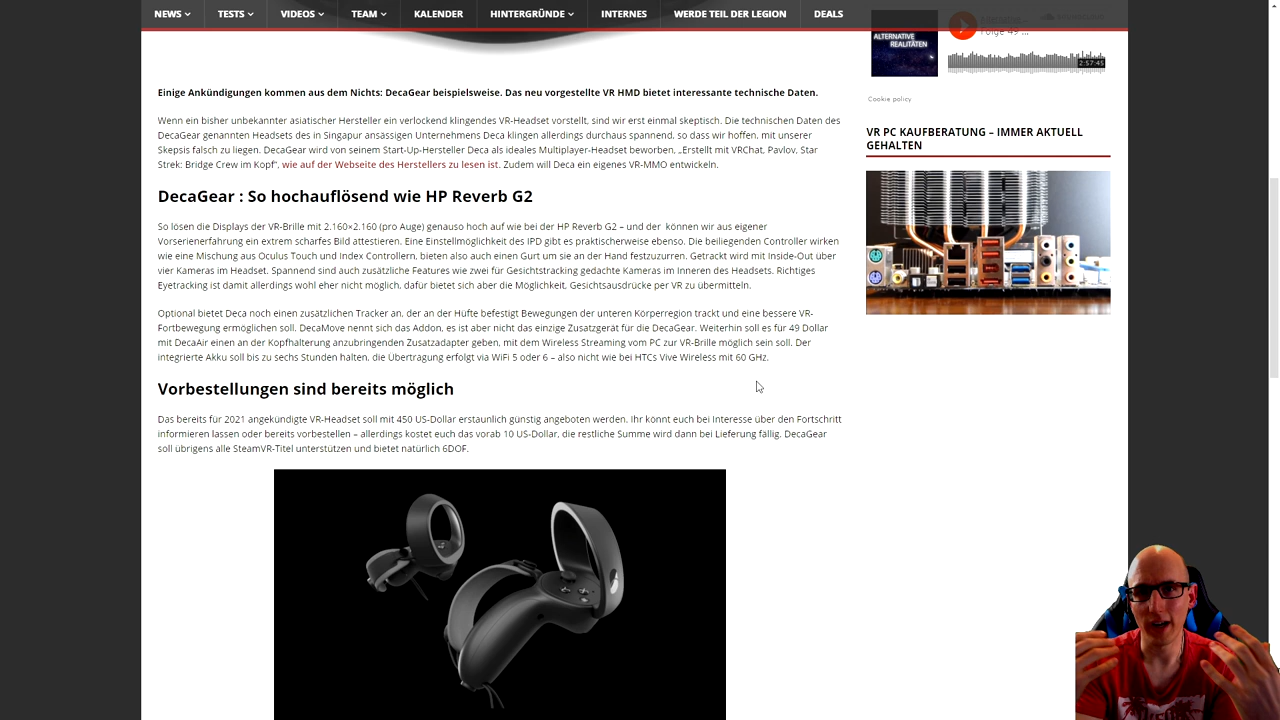 NEWS TESTS VIDEOS TEAM KALENDER HINTERGRÜNDE INTERNES WERDE TEIL DER LEGION DEALS
ALTERNATIVE
REALITÄTEN
Folge 49 ...
2:57:45
Cookie policy
VR PC KAUFBERATUNG – IMMER AKTUELL
GEHALTEN
Einige Ankündigungen kommen aus dem Nichts: DecaGear beispielsweise. Das neu vorgestellte VR HMD bietet interessante technische Daten.
Wenn ein bisher unbekannter asiatischer Hersteller ein verlockend klingendes VR-Headset vorstellt, sind wir erst einmal skeptisch. Die technischen Daten des
DecaGear genannten Headsets des in Singapur ansässigen Unternehmens Deca klingen allerdings durchaus spannend, so dass wir hoffen, mit unserer
Skepsis falsch zu liegen. DecaGear wird von seinem Start-Up-Hersteller Deca als ideales Multiplayer-Headset beworben, „Erstellt mit VRChat, Pavlov, Star
Strek: Bridge Crew im Kopf“, wie auf der Webseite des Herstellers zu lesen ist. Zudem will Deca ein eigenes VR-MMO entwickeln.
DecaGear : So hochauflösend wie HP Reverb G2
So lösen die Displays der VR-Brille mit 2.160×2.160 (pro Auge) genauso hoch auf wie bei der HP Reverb G2 – und der können wir aus eigener
Vorserienerfahrung ein extrem scharfes Bild attestieren. Eine Einstellmöglichkeit des IPD gibt es praktischerweise ebenso. Die beiliegenden Controller wirken
wie eine Mischung aus Oculus Touch und Index Controllern, bieten also auch einen Gurt um sie an der Hand festzuzurren. Getrackt wird mit Inside-Out über
vier Kameras im Headset. Spannend sind auch zusätzliche Features wie zwei für Gesichtstracking gedachte Kameras im Inneren des Headsets. Richtiges
Eyetracking ist damit allerdings wohl eher nicht möglich, dafür bietet sich aber die Möglichkeit, Gesichtsausdrücke per VR zu übermitteln.
Optional bietet Deca noch einen zusätzlichen Tracker an, der an der Hüfte befestigt Bewegungen der unteren Körperregion trackt und eine bessere VR-
Fortbewegung ermöglichen soll. DecaMove nennt sich das Addon, es ist aber nicht das einzige Zusatzgerät für die DecaGear. Weiterhin soll es für 49 Dollar
mit DecaAir einen an der Kopfhalterung anzubringenden Zusatzadapter geben, mit dem Wireless Streaming vom PC zur VR-Brille möglich sein soll. Der
integrierte Akku soll bis zu sechs Stunden halten, die Übertragung erfolgt via WiFi 5 oder 6 – also nicht wie bei HTCs Vive Wireless mit 60 GHz.
Vorbestellungen sind bereits möglich
Das bereits für 2021 angekündigte VR-Headset soll mit 450 US-Dollar erstaunlich günstig angeboten werden. Ihr könnt euch bei Interesse über den Fortschritt
informieren lassen oder bereits vorbestellen – allerdings kostet euch das vorab 10 US-Dollar, die restliche Summe wird dann bei Lieferung fällig. DecaGear
soll übrigens alle SteamVR-Titel unterstützen und bietet natürlich 6DOF.